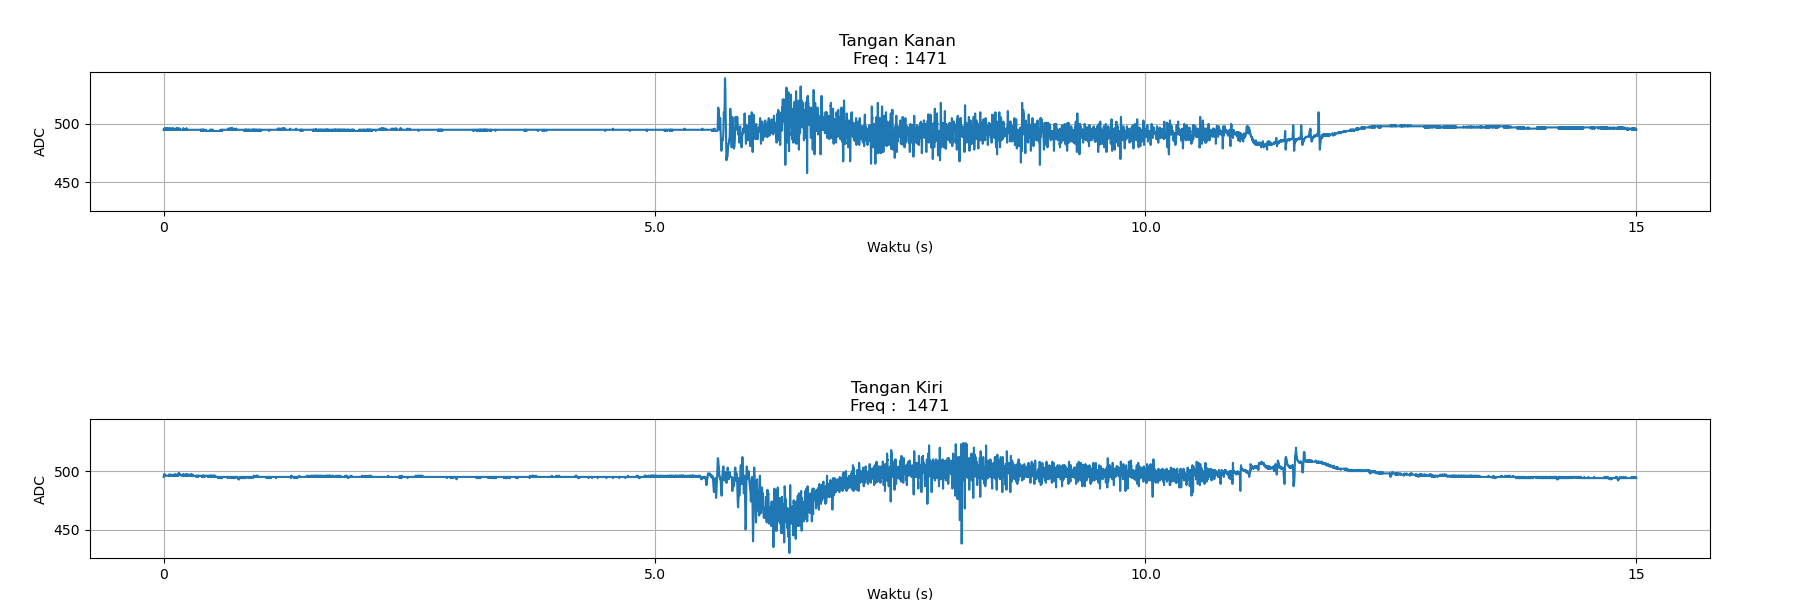 Tangan Kanan
Freq : 1471
ADC
500
450
0 5.0 10.0 15
Waktu (s)
Tangan Kiri
Freq :  1471
ADC
500
450
0 5.0 10.0 15
Waktu (s)